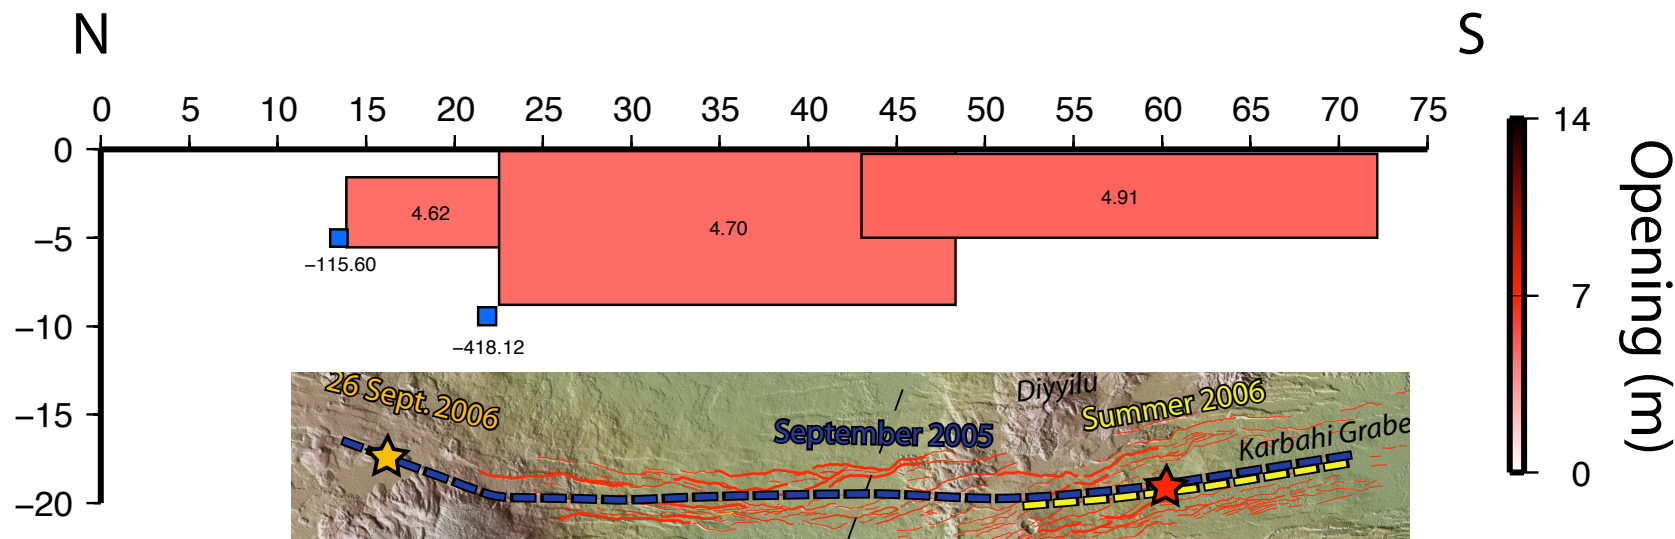 N
S
0 5 10 15 20 25 30 35 40 45 50 55 60 65 70 75
0
−5
−10
−15
−20
4.62
4.70
4.91
−115.60
−418.12
26 Sept. 2006
September 2005
Diyyilu
Summer 2006
Karbahi Grabe
14
7
0
Opening (m)